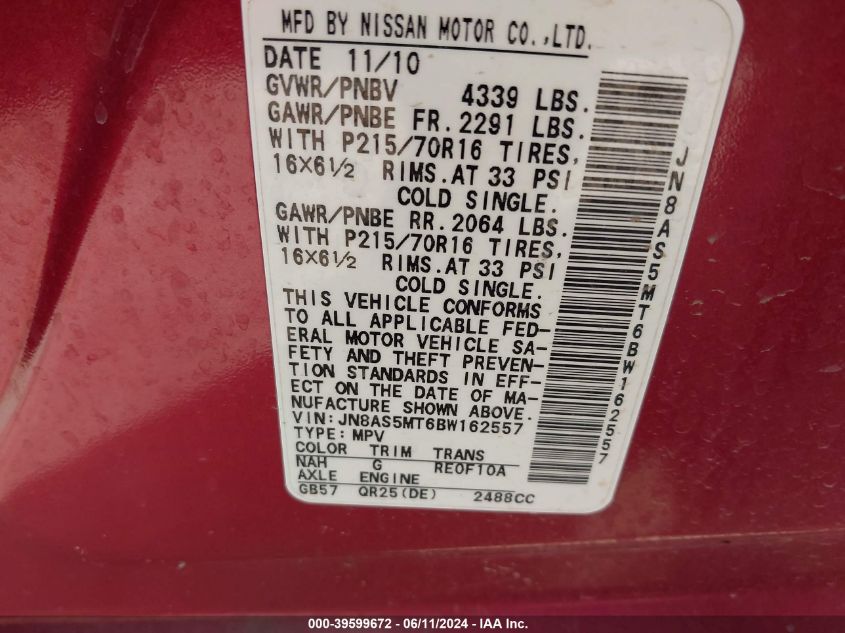 MFD BY NISSAN MOTOR CO.,LTD.
DATE 11/10
GVWR/PNBV 4339 LBS.
GAWR/PNBE FR.2291 LBS.
WITH P215/70R16 TIRES,
16X6½ RIMS.AT 33 PSI
COLD SINGLE.
GAWR/PNBE RR.2064 LBS.
WITH P215/70R16 TIRES,
16X6½ RIMS.AT 33 PSI
COLD SINGLE.
THIS VEHICLE CONFORMS
TO ALL APPLICABLE FED-
ERAL MOTOR VEHICLE SA-
FETY AND THEFT PREVEN-
TION STANDARDS IN EFF-
ECT ON THE DATE OF MA-
NUFACTURE SHOWN ABOVE.
VIN:JN8AS5MT6BW162557
TYPE:MPV
COLOR TRIM TRANS
NAH G RE0F10A
AXLE ENGINE
GB57 QR25(DE) 2488CC
JN8AS5MT6BW162557
000-39599672 - 06/11/2024 - IAAI.COM